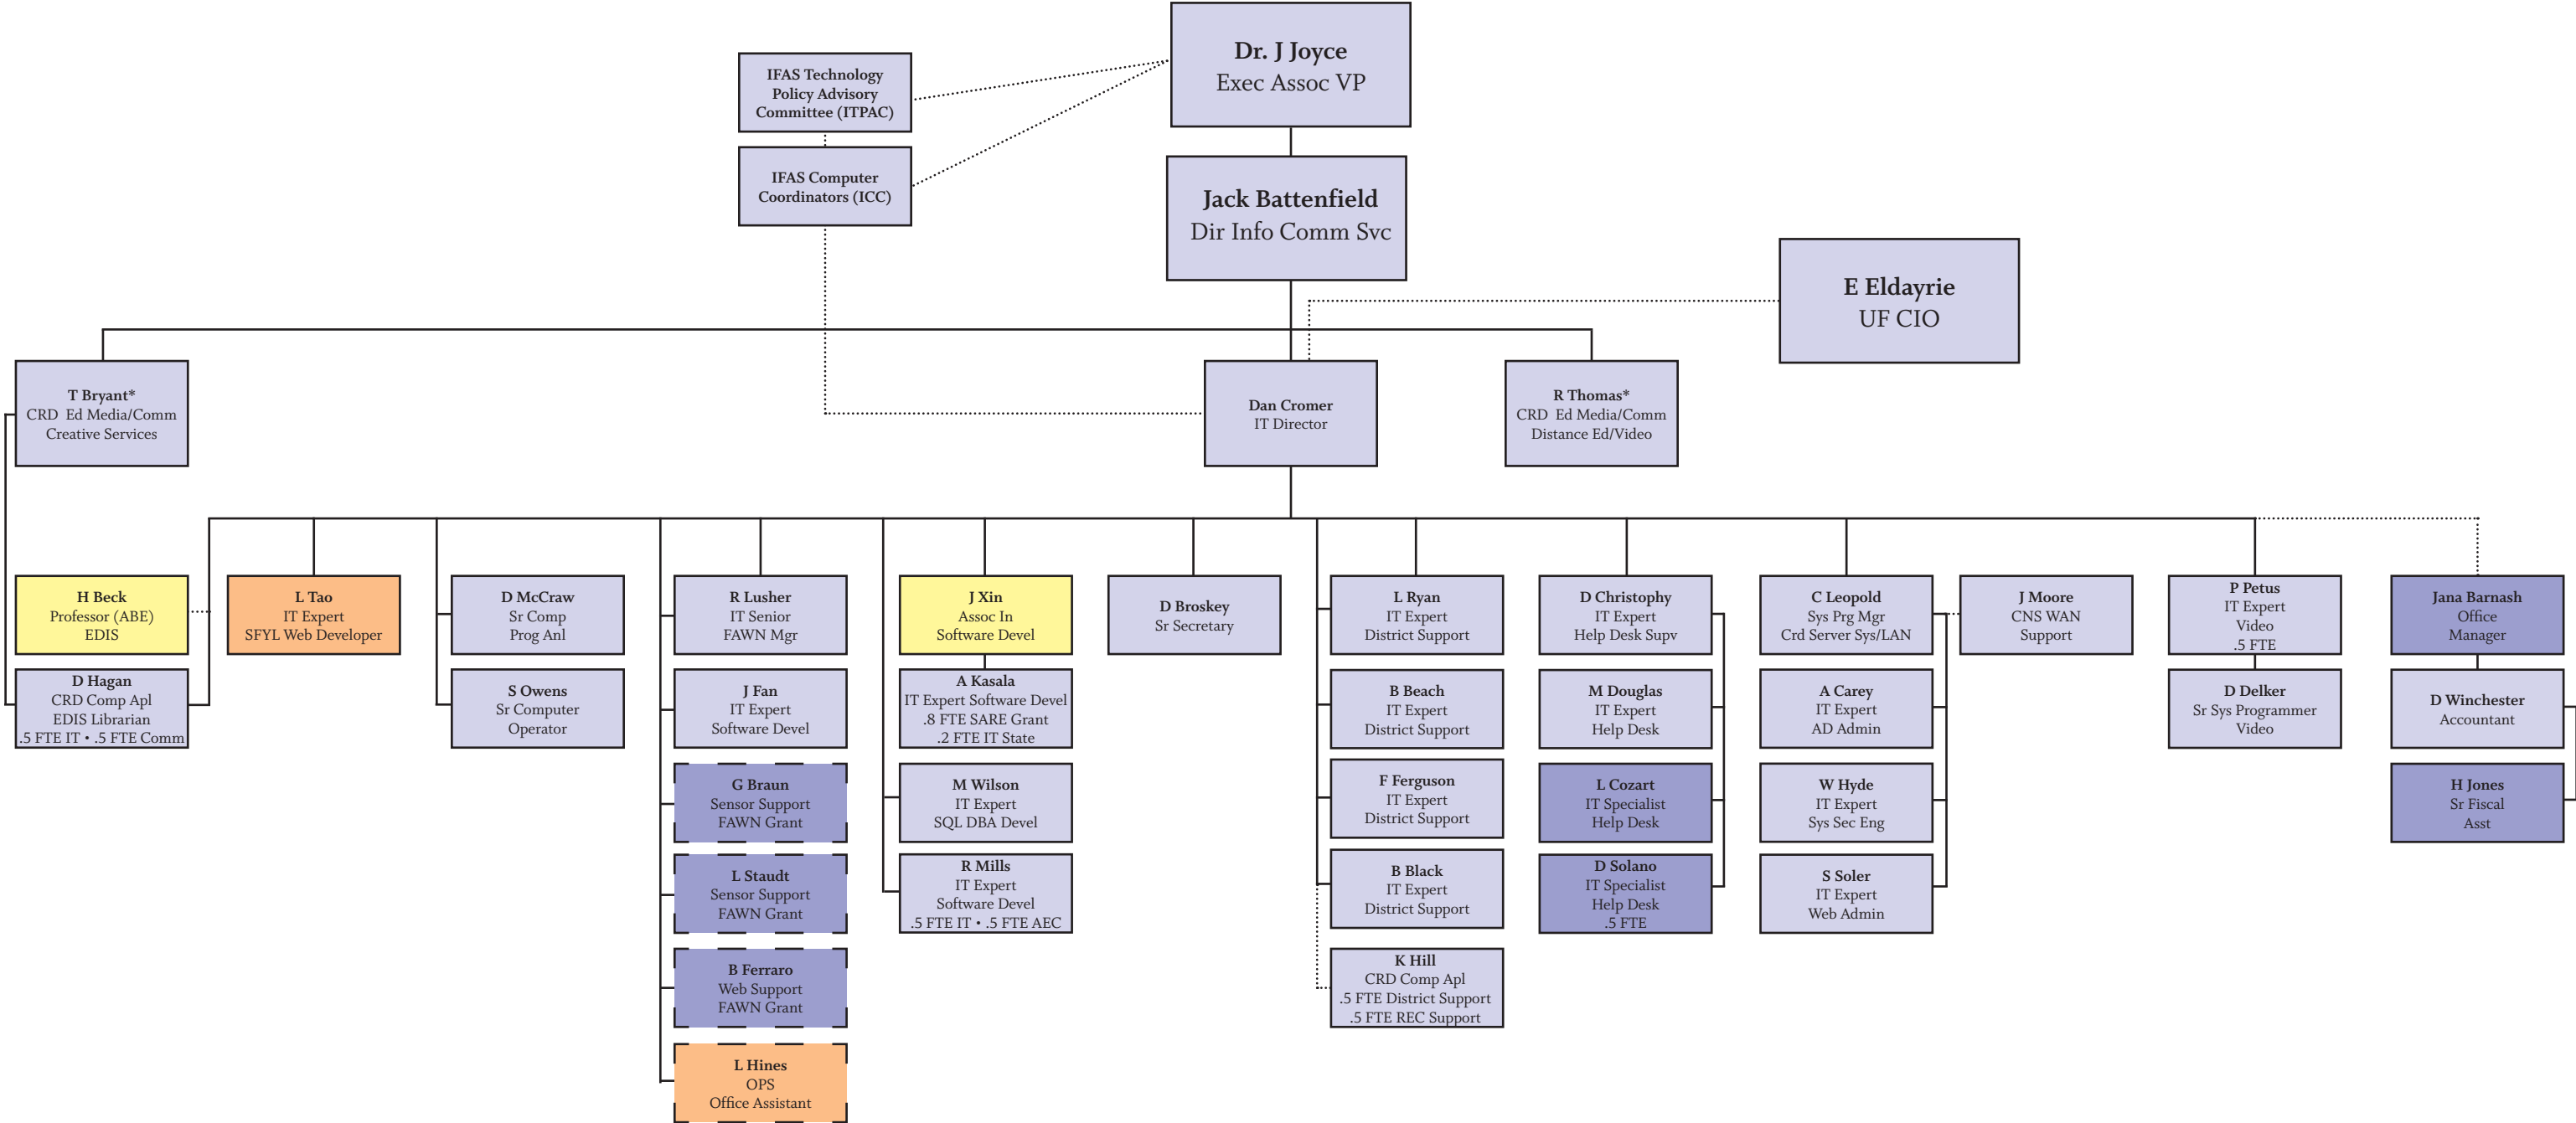 Dr. J Joyce
Exec Assoc VP
IFAS Technology
Policy Advisory
Committee (ITPAC)
IFAS Computer
Coordinators (ICC)
Jack Battenfield
Dir Info Comm Svc
E Eldayrie
UF CIO
T Bryant*
CRD Ed Media/Comm
Creative Services
Dan Cromer
IT Director
R Thomas*
CRD Ed Media/Comm
Distance Ed/Video
H Beck
Professor (ABE)
EDIS
D Hagan
CRD Comp Apl
EDIS Librarian
.5 FTE IT • .5 FTE Comm
L Tao
IT Expert
SFYL Web Developer
D McCraw
Sr Comp
Prog Anl
S Owens
Sr Computer
Operator
R Lusher
IT Senior
FAWN Mgr
J Fan
IT Expert
Software Devel
G Braun
Sensor Support
FAWN Grant
L Staudt
Sensor Support
FAWN Grant
B Ferraro
Web Support
FAWN Grant
L Hines
OPS
Office Assistant
J Xin
Assoc In
Software Devel
A Kasala
IT Expert Software Devel
.8 FTE SARE Grant
.2 FTE IT State
M Wilson
IT Expert
SQL DBA Devel
R Mills
IT Expert
Software Devel
.5 FTE IT • .5 FTE AEC
D Broskey
Sr Secretary
L Ryan
IT Expert
District Support
B Beach
IT Expert
District Support
F Ferguson
IT Expert
District Support
B Black
IT Expert
District Support
K Hill
CRD Comp Apl
.5 FTE District Support
.5 FTE REC Support
D Christophy
IT Expert
Help Desk Supv
M Douglas
IT Expert
Help Desk
L Cozart
IT Specialist
Help Desk
D Solano
IT Specialist
Help Desk
.5 FTE
C Leopold
Sys Prg Mgr
Crd Server Sys/LAN
A Carey
IT Expert
AD Admin
W Hyde
IT Expert
Sys Sec Eng
S Soler
IT Expert
Web Admin
J Moore
CNS WAN
Support
P Petus
IT Expert
Video
.5 FTE
D Delker
Sr Sys Programmer
Video
Jana Barnash
Office
Manager
D Winchester
Accountant
H Jones
Sr Fiscal
Asst